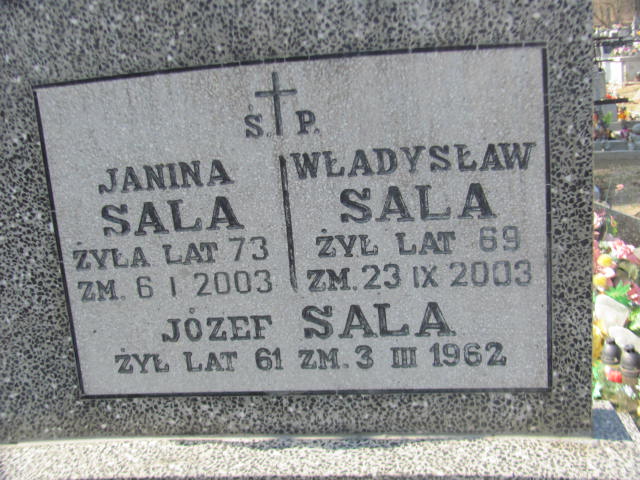 Ś. P.
JANINA
SALA
ŻYŁA LAT 73
ZM. 6 I 2003
WŁADYSŁAW
SALA
ŻYŁ LAT 69
ZM. 23 IX 2003
JÓZEF SALA
ŻYŁ LAT 61 ZM. 3 III 1962